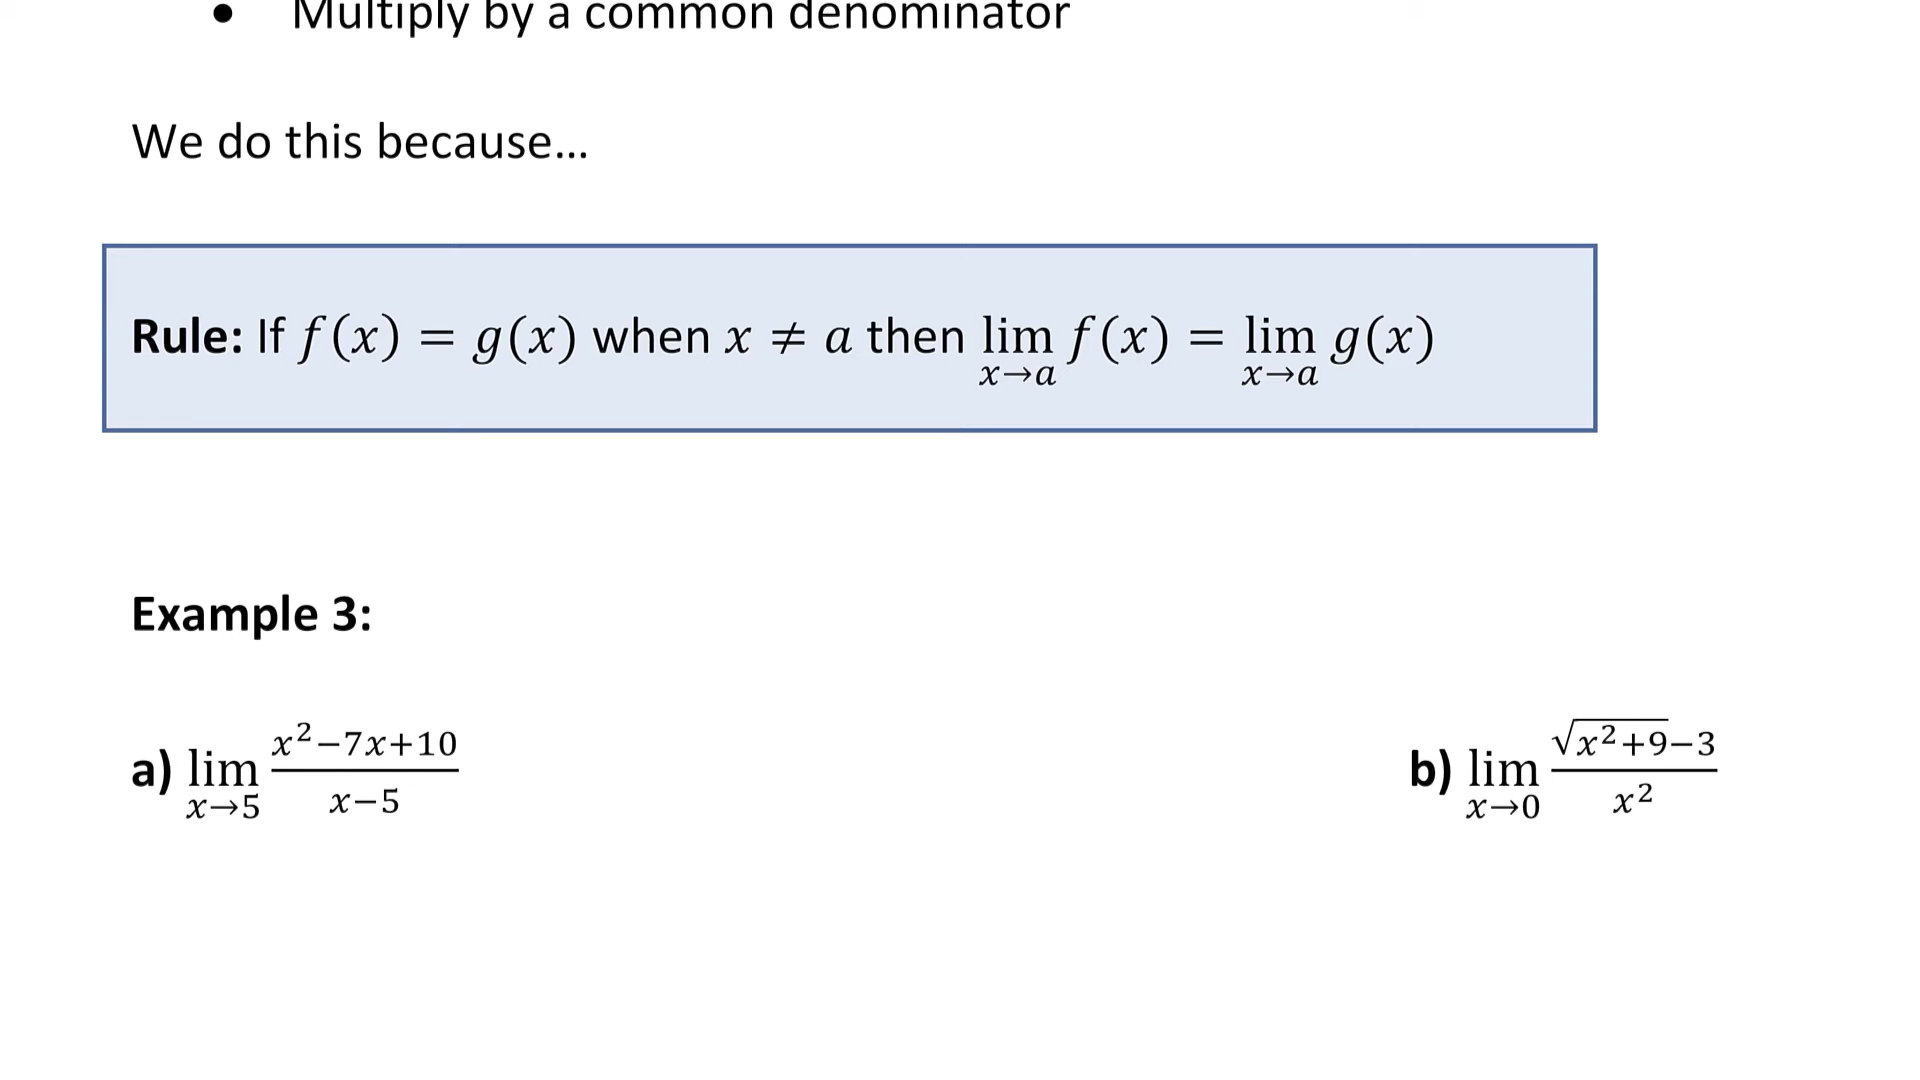 • Multiply by a common denominator
We do this because...
Rule: If f(x) = g(x) when x ≠ a then lim_{x→a} f(x) = lim_{x→a} g(x)
Example 3:
a) lim_{x→5} (x²−7x+10)/(x−5)
b) lim_{x→0} (√(x²+9)−3)/x²